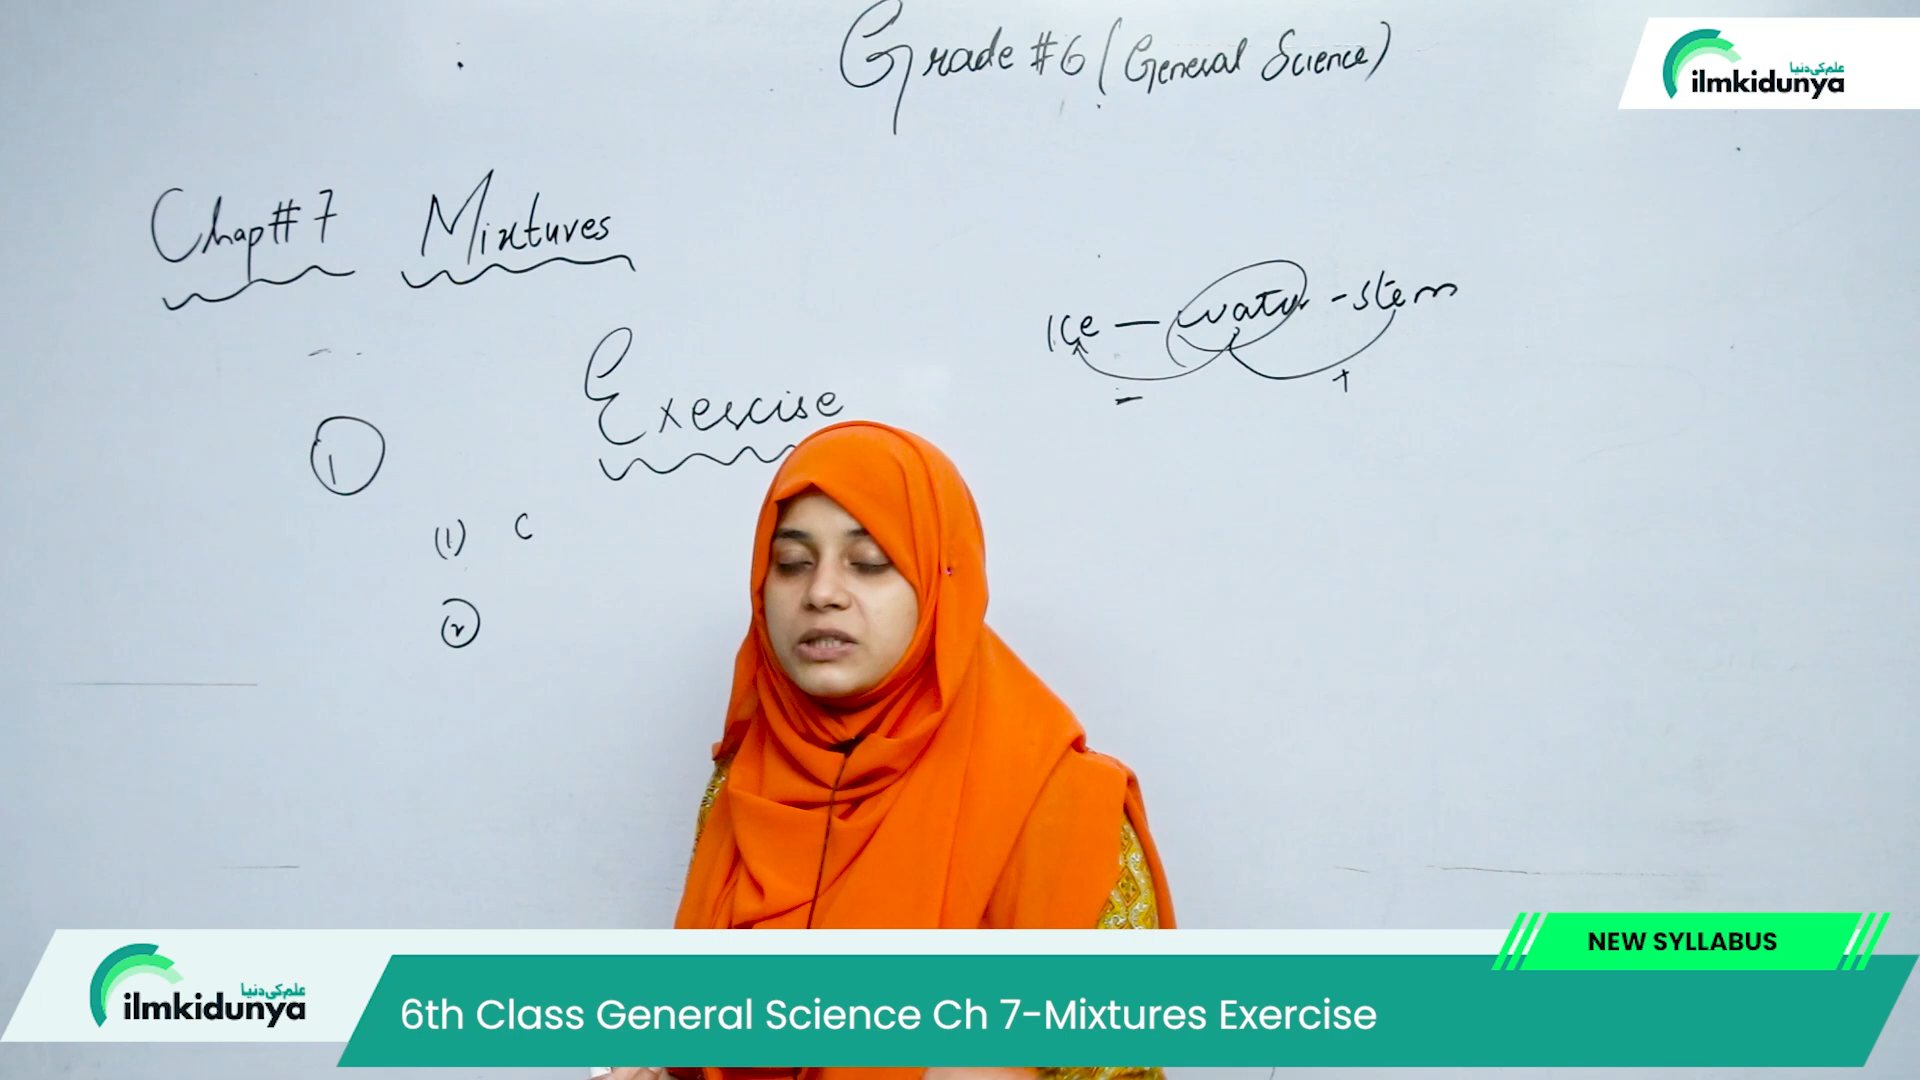 Grade #6 (General Science)
علم کی دنیا
ilmkidunya
Chap# 7 Mixtures
Ice - water - stem
- +
Exercise
1
(1) C
(2)
NEW SYLLABUS
علم کی دنیا
ilmkidunya
6th Class General Science Ch 7-Mixtures Exercise